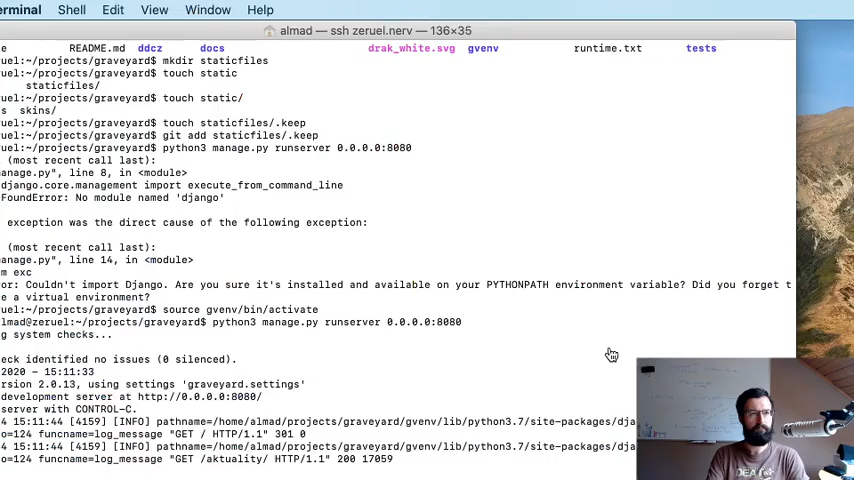 erminal Shell Edit View Window Help
almad — ssh zeruel.nerv — 136×35
e README.md ddcz docs drak_white.svg gvenv runtime.txt tests
uel:~/projects/graveyard$ mkdir staticfiles
uel:~/projects/graveyard$ touch static
staticfiles/
uel:~/projects/graveyard$ touch static/
s skins/
uel:~/projects/graveyard$ touch staticfiles/.keep
uel:~/projects/graveyard$ git add staticfiles/.keep
uel:~/projects/graveyard$ python3 manage.py runserver 0.0.0.0:8080
(most recent call last):
anage.py", line 8, in <module>
django.core.management import execute_from_command_line
FoundError: No module named 'django'
exception was the direct cause of the following exception:
(most recent call last):
anage.py", line 14, in <module>
m exc
or: Couldn't import Django. Are you sure it's installed and available on your PYTHONPATH environment variable? Did you forget t
e a virtual environment?
uel:~/projects/graveyard$ source gvenv/bin/activate
lmad@zeruel:~/projects/graveyard$ python3 manage.py runserver 0.0.0.0:8080
g system checks...
eck identified no issues (0 silenced).
2020 - 15:11:33
ersion 2.0.13, using settings 'graveyard.settings'
development server at http://0.0.0.0:8080/
server with CONTROL-C.
4 15:11:44 [4159] [INFO] pathname=/home/almad/projects/graveyard/gvenv/lib/python3.7/site-packages/dja
o=124 funcname=log_message "GET / HTTP/1.1" 301 0
4 15:11:44 [4159] [INFO] pathname=/home/almad/projects/graveyard/gvenv/lib/python3.7/site-packages/dja
o=124 funcname=log_message "GET /aktuality/ HTTP/1.1" 200 17059